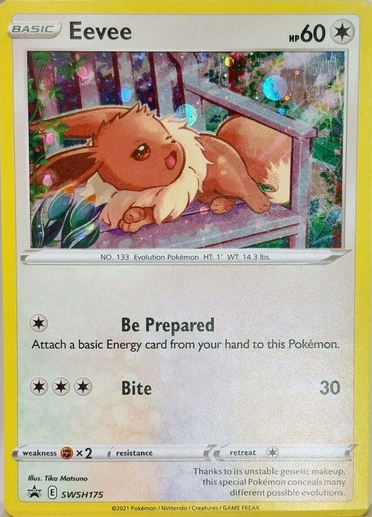 BASIC Eevee HP 60
NO. 133 Evolution Pokémon HT: 1' WT: 14.3 lbs.
Be Prepared
Attach a basic Energy card from your hand to this Pokémon.
Bite 30
weakness ×2 resistance retreat
Illus. Tika Matsuno
Thanks to its unstable genetic makeup,
this special Pokémon conceals many
different possible evolutions.
E SWSH175
©2021 Pokémon / Nintendo / Creatures / GAME FREAK